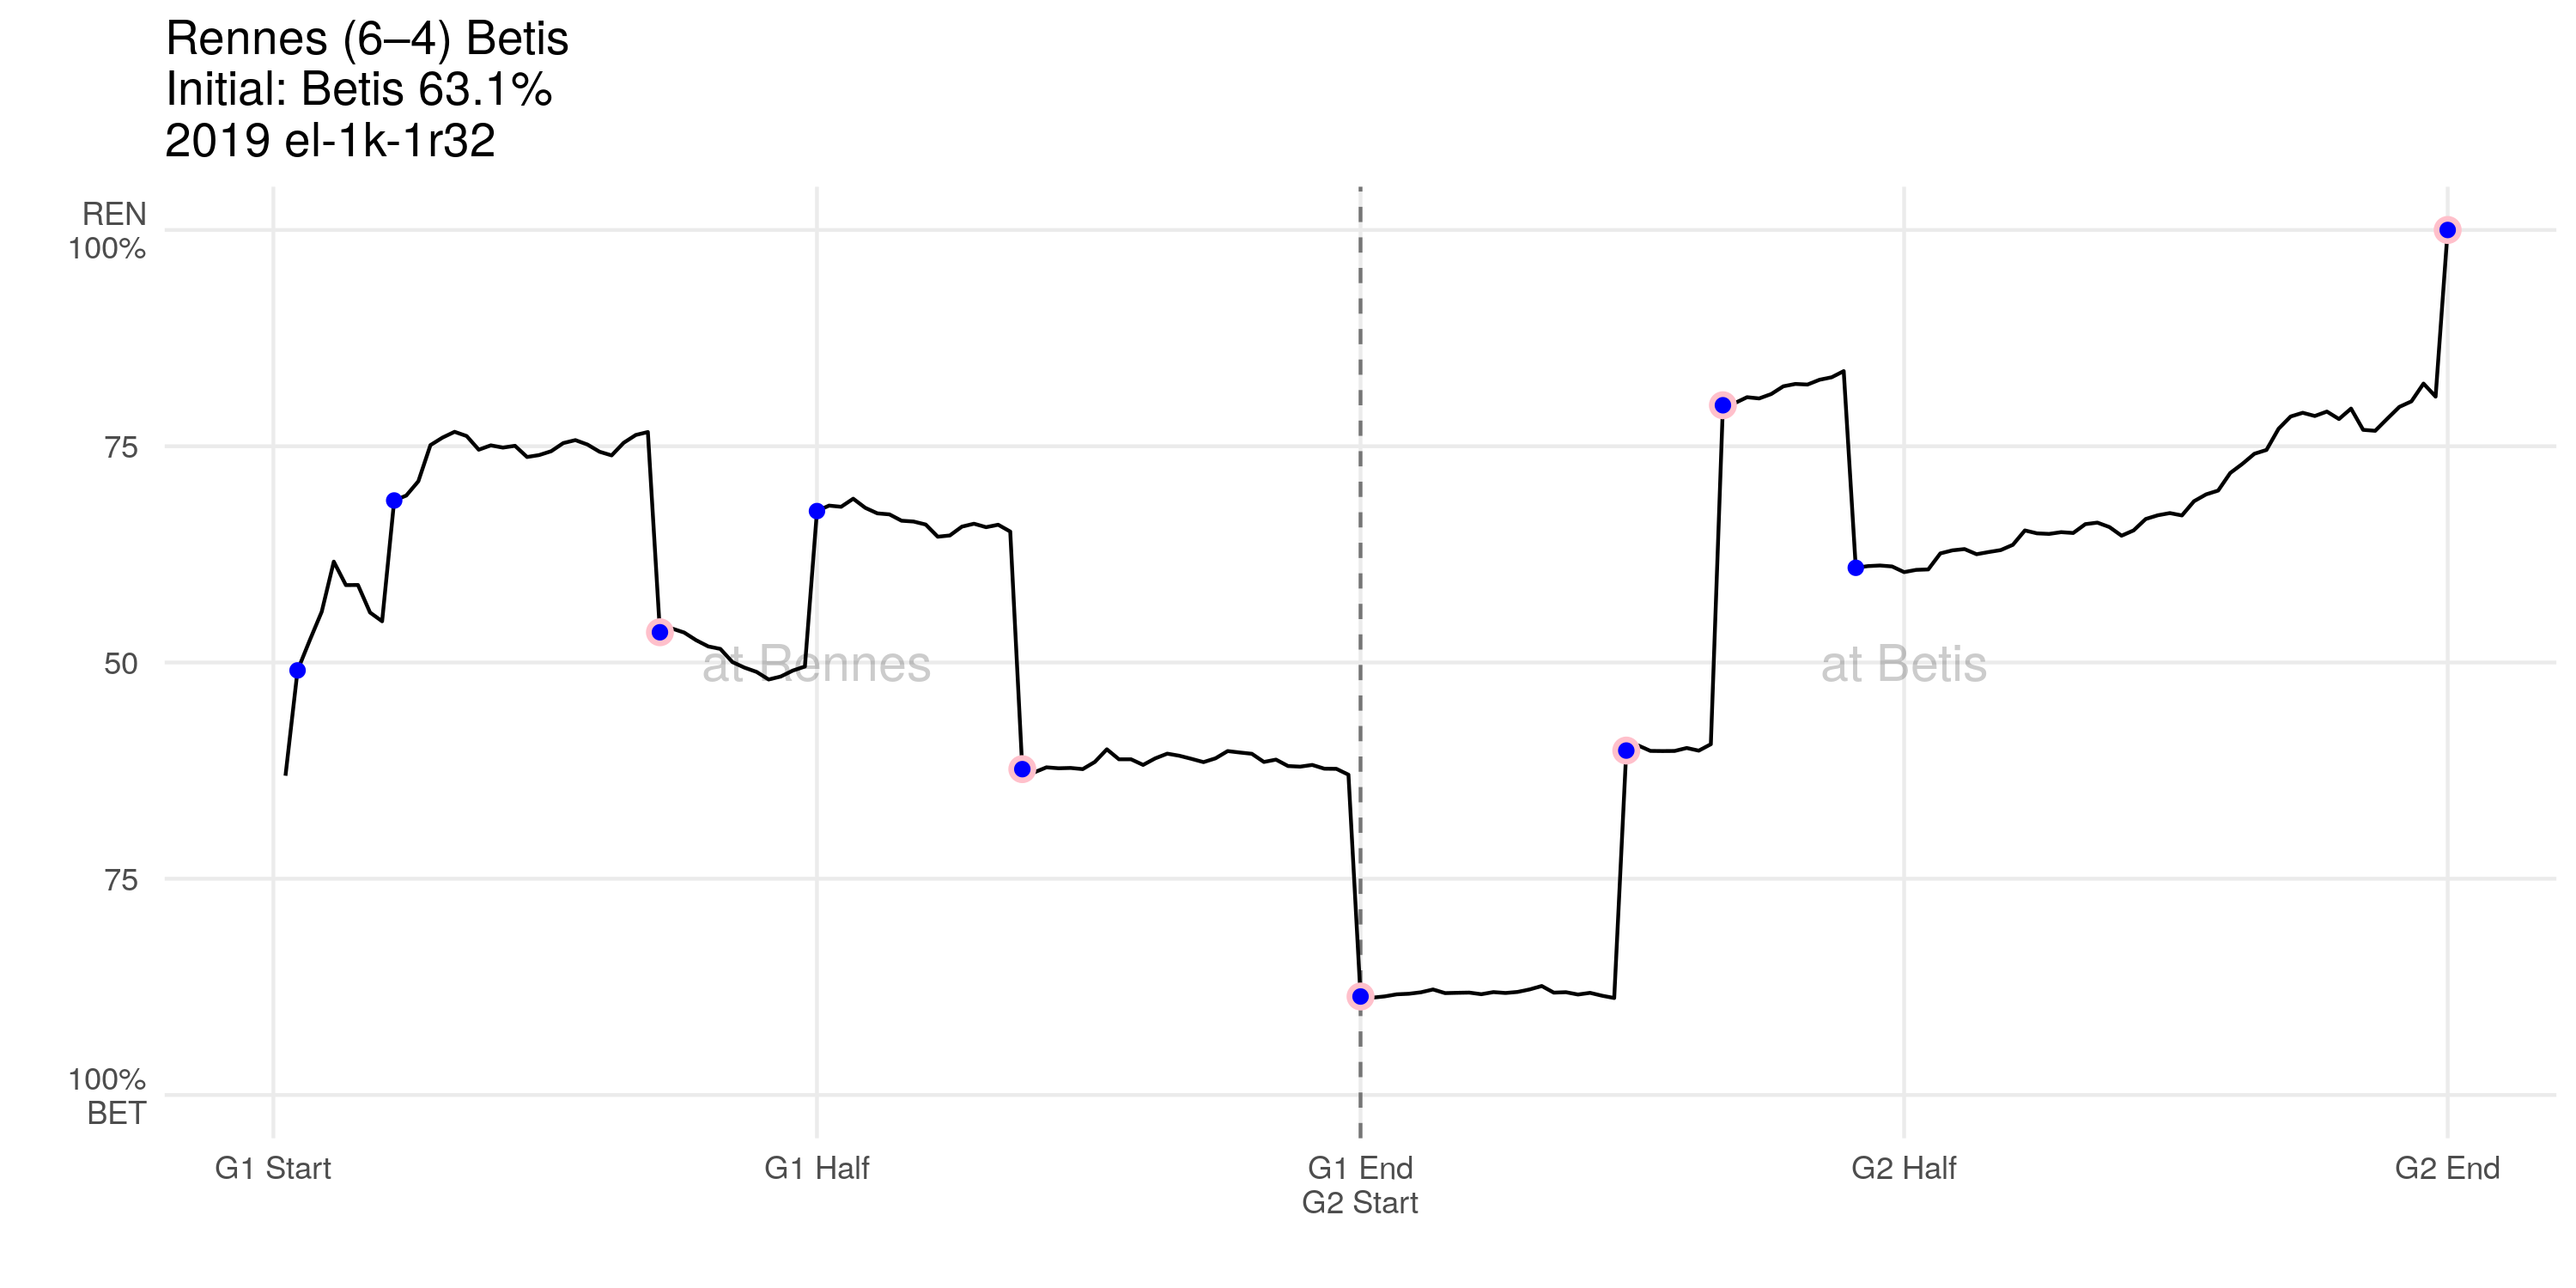 Rennes (6–4) Betis
Initial: Betis 63.1%
2019 el-1k-1r32
REN
100%
75
50
75
100%
BET
at Rennes
at Betis
G1 Start
G1 Half
G1 End
G2 Start
G2 Half
G2 End